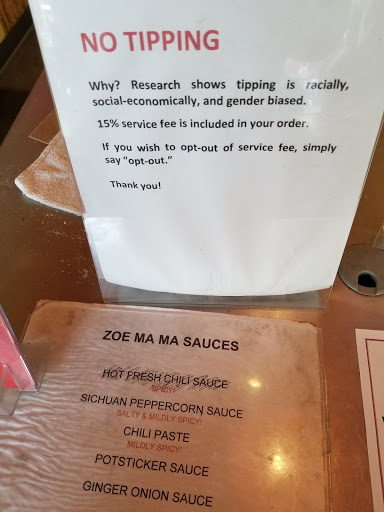 NO TIPPING
Why? Research shows tipping is racially,
social-economically, and gender biased.
15% service fee is included in your order.
If you wish to opt-out of service fee, simply
say "opt-out."
Thank you!
ZOE MA MA SAUCES
HOT FRESH CHILI SAUCE
SPICY!
SICHUAN PEPPERCORN SAUCE
SALTY & MILDLY SPICY!
CHILI PASTE
MILDLY SPICY!
POTSTICKER SAUCE
GINGER ONION SAUCE